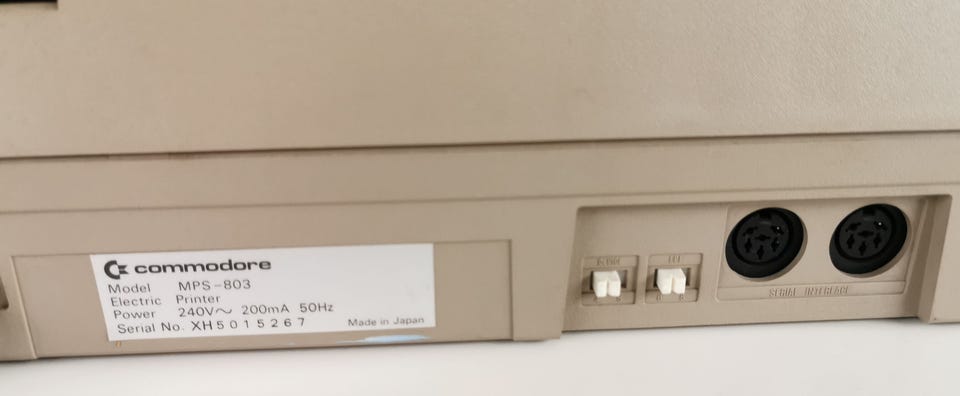 commodore
Model MPS-803
Electric Printer
Power 240V～ 200mA 50Hz
Serial No. XH5015267
Made in Japan
SERIAL INTERFACE